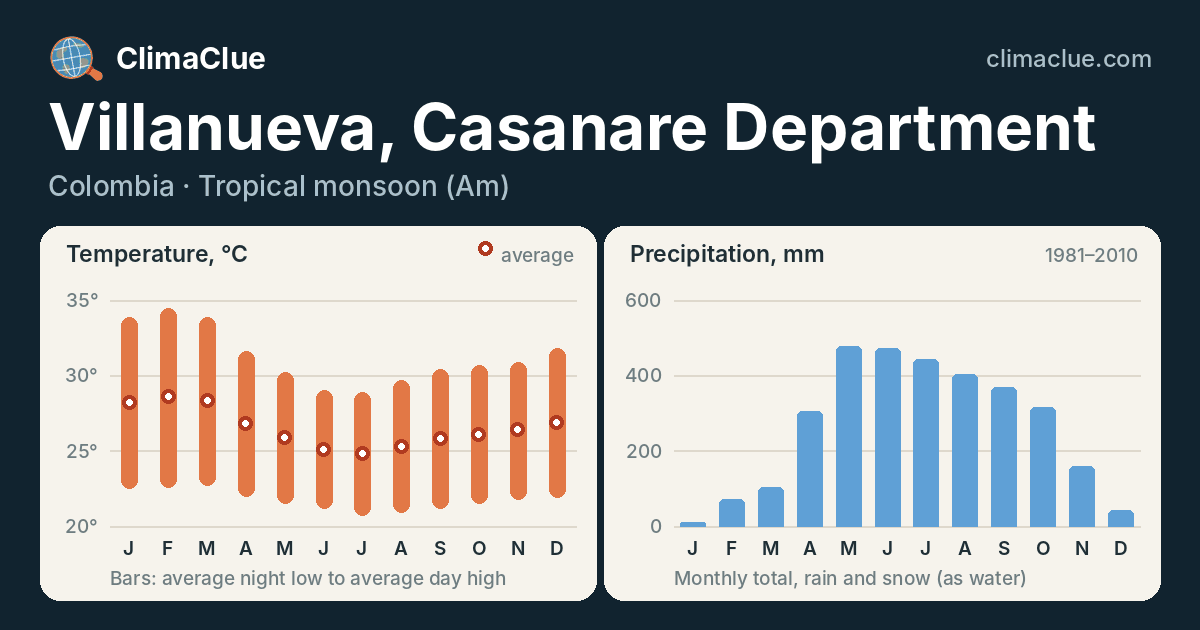 ClimaClue
climaclue.com
Villanueva, Casanare Department
Colombia · Tropical monsoon (Am)
Temperature, °C
average
35°
30°
25°
20°
J F M A M J J A S O N D
Bars: average night low to average day high
Precipitation, mm
1981–2010
600
400
200
0
J F M A M J J A S O N D
Monthly total, rain and snow (as water)